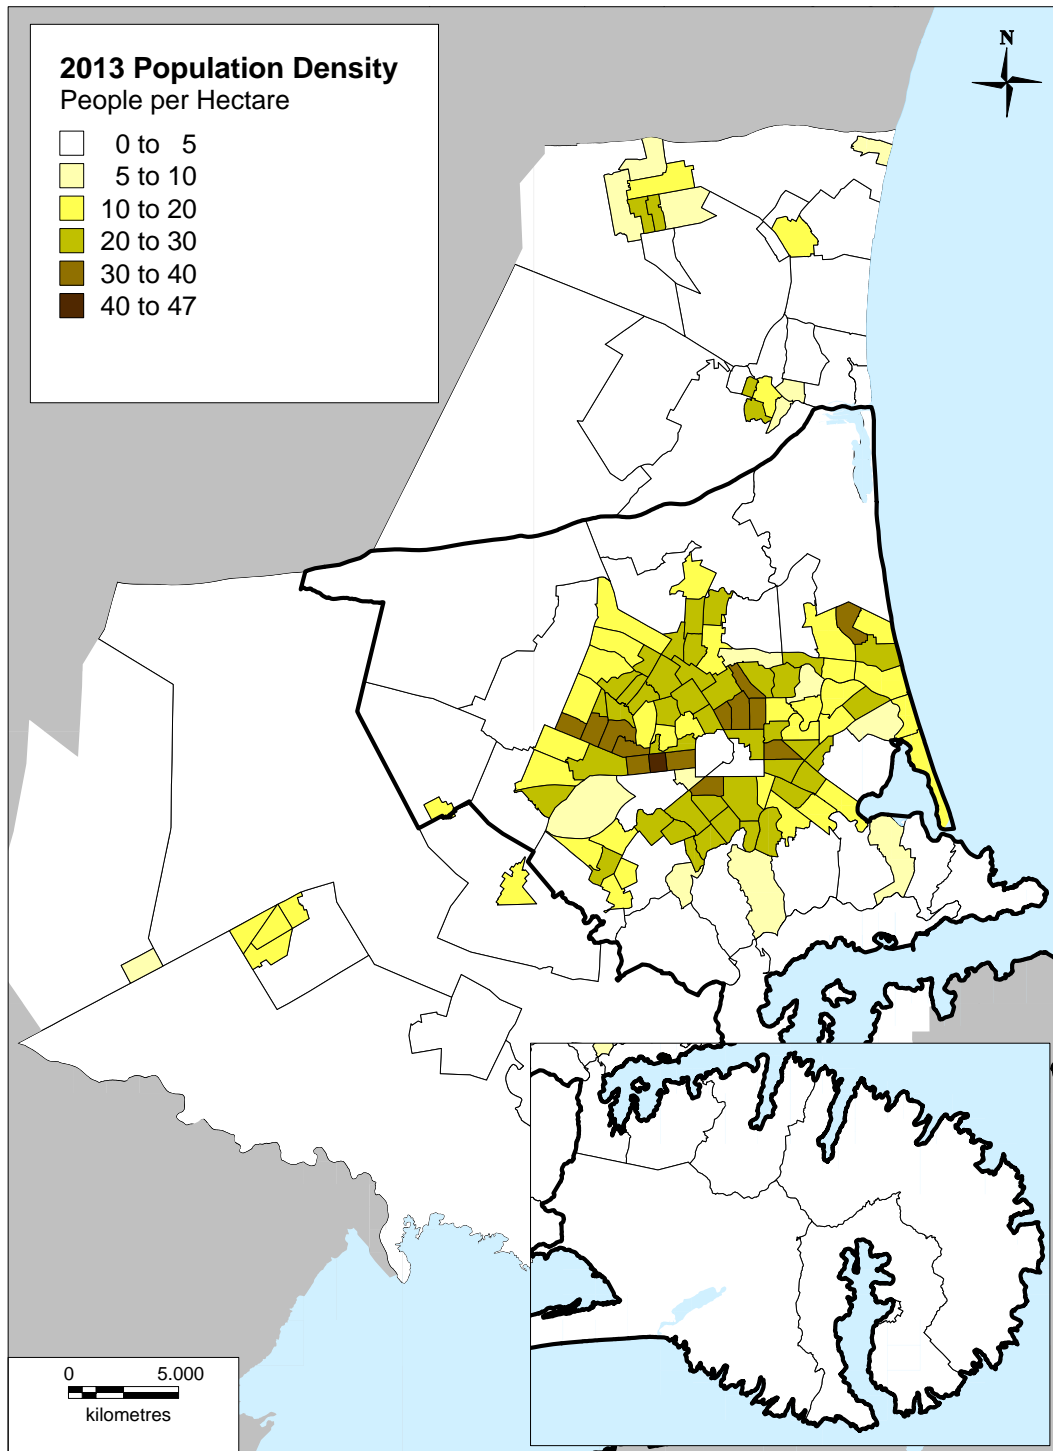 2013 Population Density
People per Hectare
0 to 5
5 to 10
10 to 20
20 to 30
30 to 40
40 to 47
N
0 5.000
kilometres